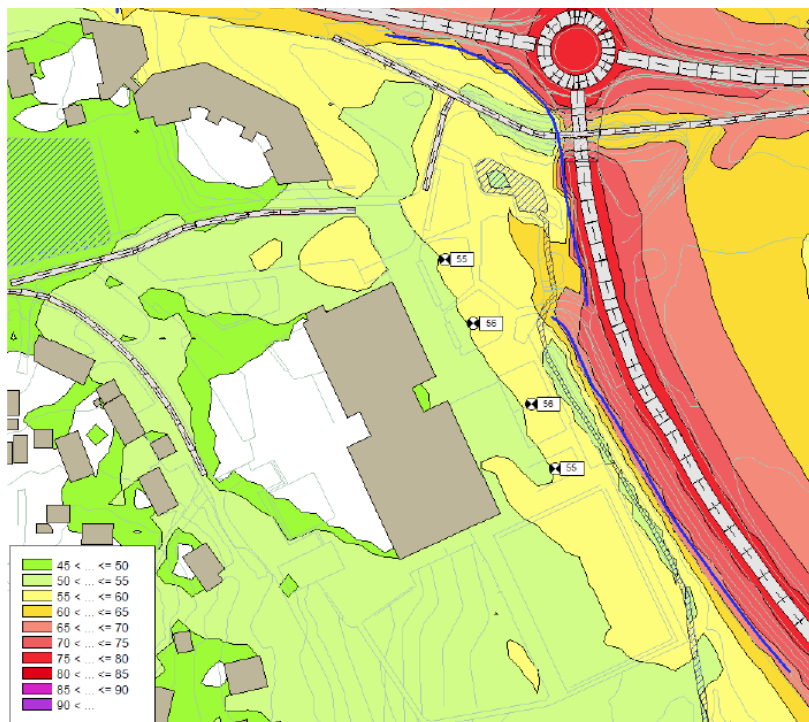 55
56
56
55
45 < ... <= 50
50 < ... <= 55
55 < ... <= 60
60 < ... <= 65
65 < ... <= 70
70 < ... <= 75
75 < ... <= 80
80 < ... <= 85
85 < ... <= 90
90 < ...